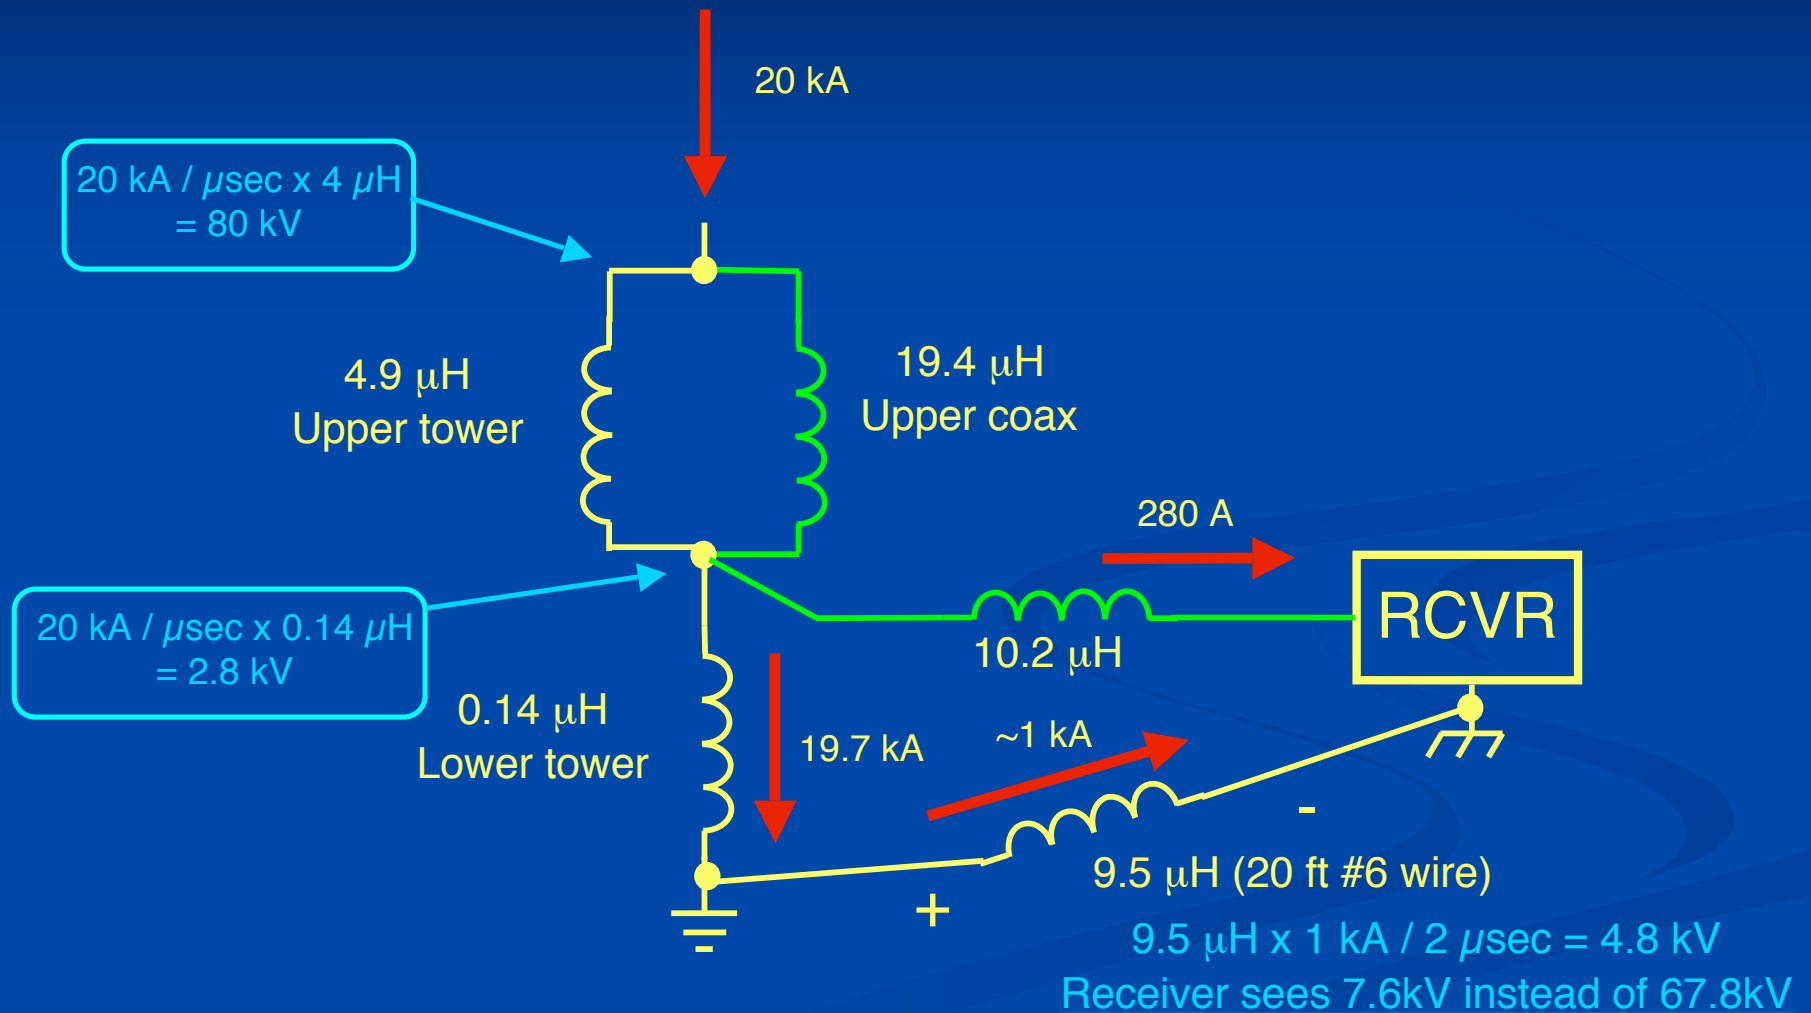 20 kA
20 kA / µsec x 4 µH
= 80 kV
4.9 μH
Upper tower
19.4 μH
Upper coax
280 A
RCVR
10.2 μH
20 kA / µsec x 0.14 µH
= 2.8 kV
0.14 μH
Lower tower
19.7 kA
~1 kA
-
9.5 μH (20 ft #6 wire)
+
9.5 μH x 1 kA / 2 µsec = 4.8 kV
Receiver sees 7.6kV instead of 67.8kV